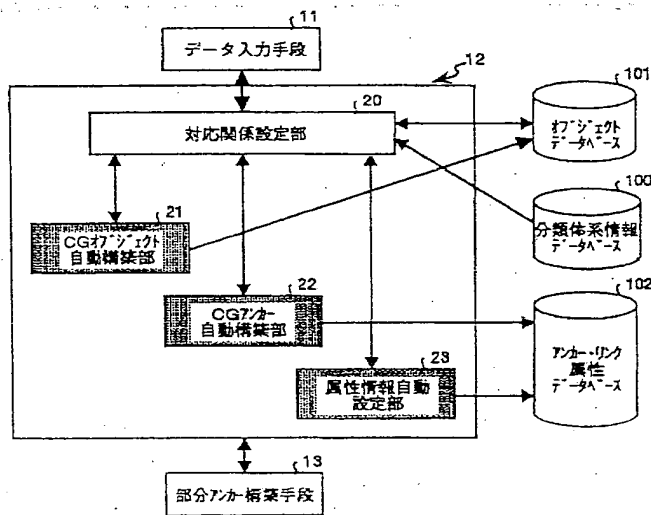 11
データ入力手段
12
20
対応関係設定部
101
オブジェクト
データベース
21
CGオブジェクト
自動構築部
100
分類体系情報
データベース
22
CGアンカー
自動構築部
102
アンカー・リンク
属性
データベース
23
属性情報自動
設定部
13
部分アンカー構築手段